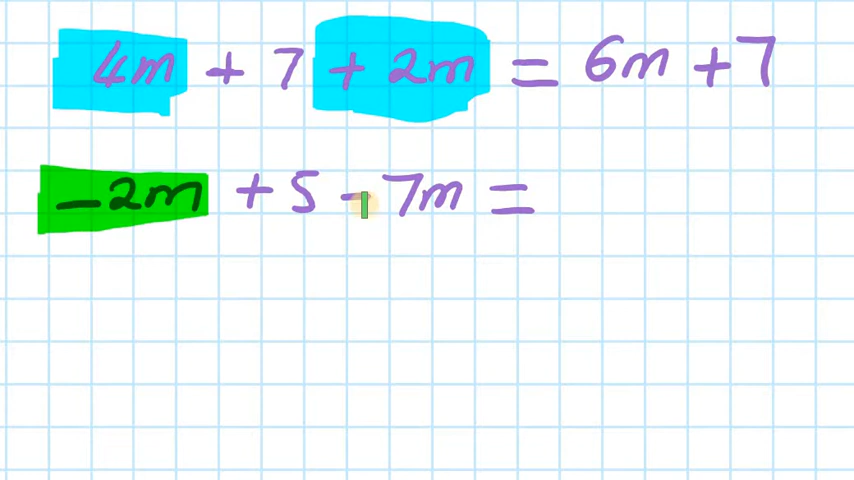 4m + 7 + 2m = 6m + 7
-2m + 5 - 7m =